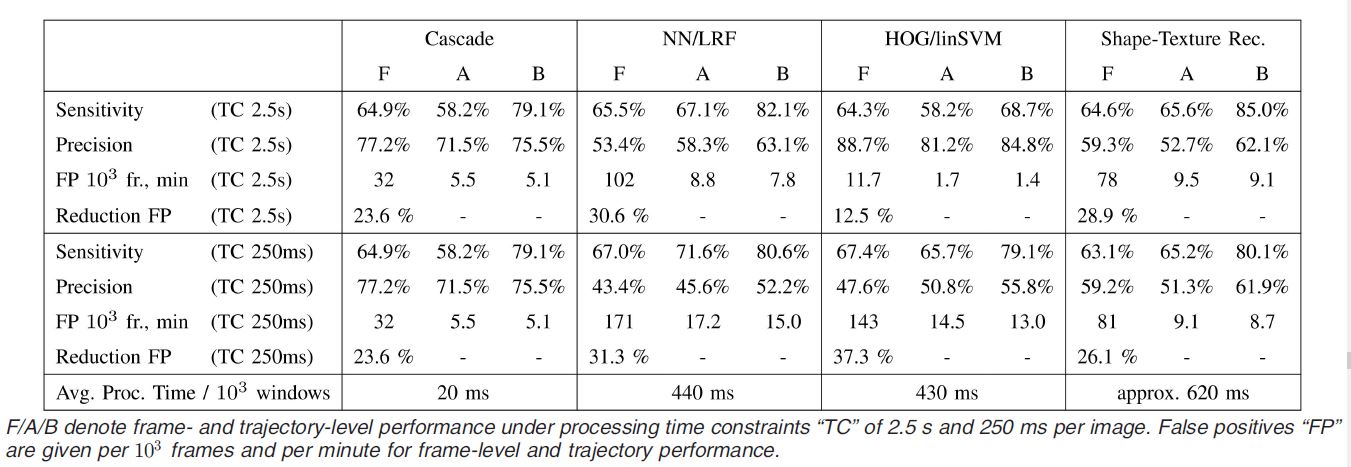 Cascade NN/LRF HOG/linSVM Shape-Texture Rec.
F A B F A B F A B F A B
Sensitivity (TC 2.5s) 64.9% 58.2% 79.1% 65.5% 67.1% 82.1% 64.3% 58.2% 68.7% 64.6% 65.6% 85.0%
Precision (TC 2.5s) 77.2% 71.5% 75.5% 53.4% 58.3% 63.1% 88.7% 81.2% 84.8% 59.3% 52.7% 62.1%
FP 10³ fr., min (TC 2.5s) 32 5.5 5.1 102 8.8 7.8 11.7 1.7 1.4 78 9.5 9.1
Reduction FP (TC 2.5s) 23.6 % - - 30.6 % - - 12.5 % - - 28.9 % - -
Sensitivity (TC 250ms) 64.9% 58.2% 79.1% 67.0% 71.6% 80.6% 67.4% 65.7% 79.1% 63.1% 65.2% 80.1%
Precision (TC 250ms) 77.2% 71.5% 75.5% 43.4% 45.6% 52.2% 47.6% 50.8% 55.8% 59.2% 51.3% 61.9%
FP 10³ fr., min (TC 250ms) 32 5.5 5.1 171 17.2 15.0 143 14.5 13.0 81 9.1 8.7
Reduction FP (TC 250ms) 23.6 % - - 31.3 % - - 37.3 % - - 26.1 % - -
Avg. Proc. Time / 10³ windows 20 ms 440 ms 430 ms approx. 620 ms
F/A/B denote frame- and trajectory-level performance under processing time constraints “TC” of 2.5 s and 250 ms per image. False positives “FP”
are given per 10³ frames and per minute for frame-level and trajectory performance.